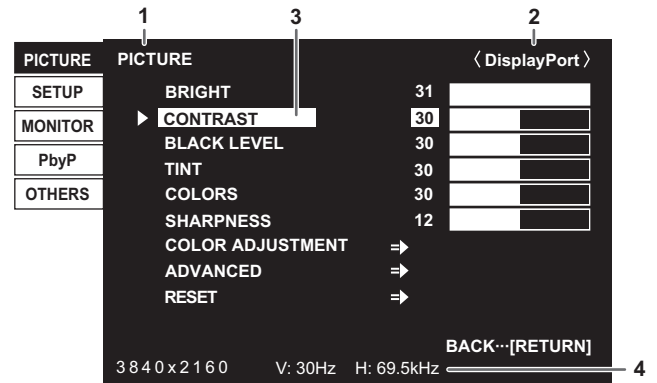 1 3 2
PICTURE PICTURE 〈DisplayPort〉
SETUP BRIGHT 31
MONITOR CONTRAST 30
PbyP BLACK LEVEL 30
OTHERS TINT 30
COLORS 30
SHARPNESS 12
COLOR ADJUSTMENT
ADVANCED
RESET
BACK···[RETURN]
3840x2160 V: 30Hz H: 69.5kHz 4